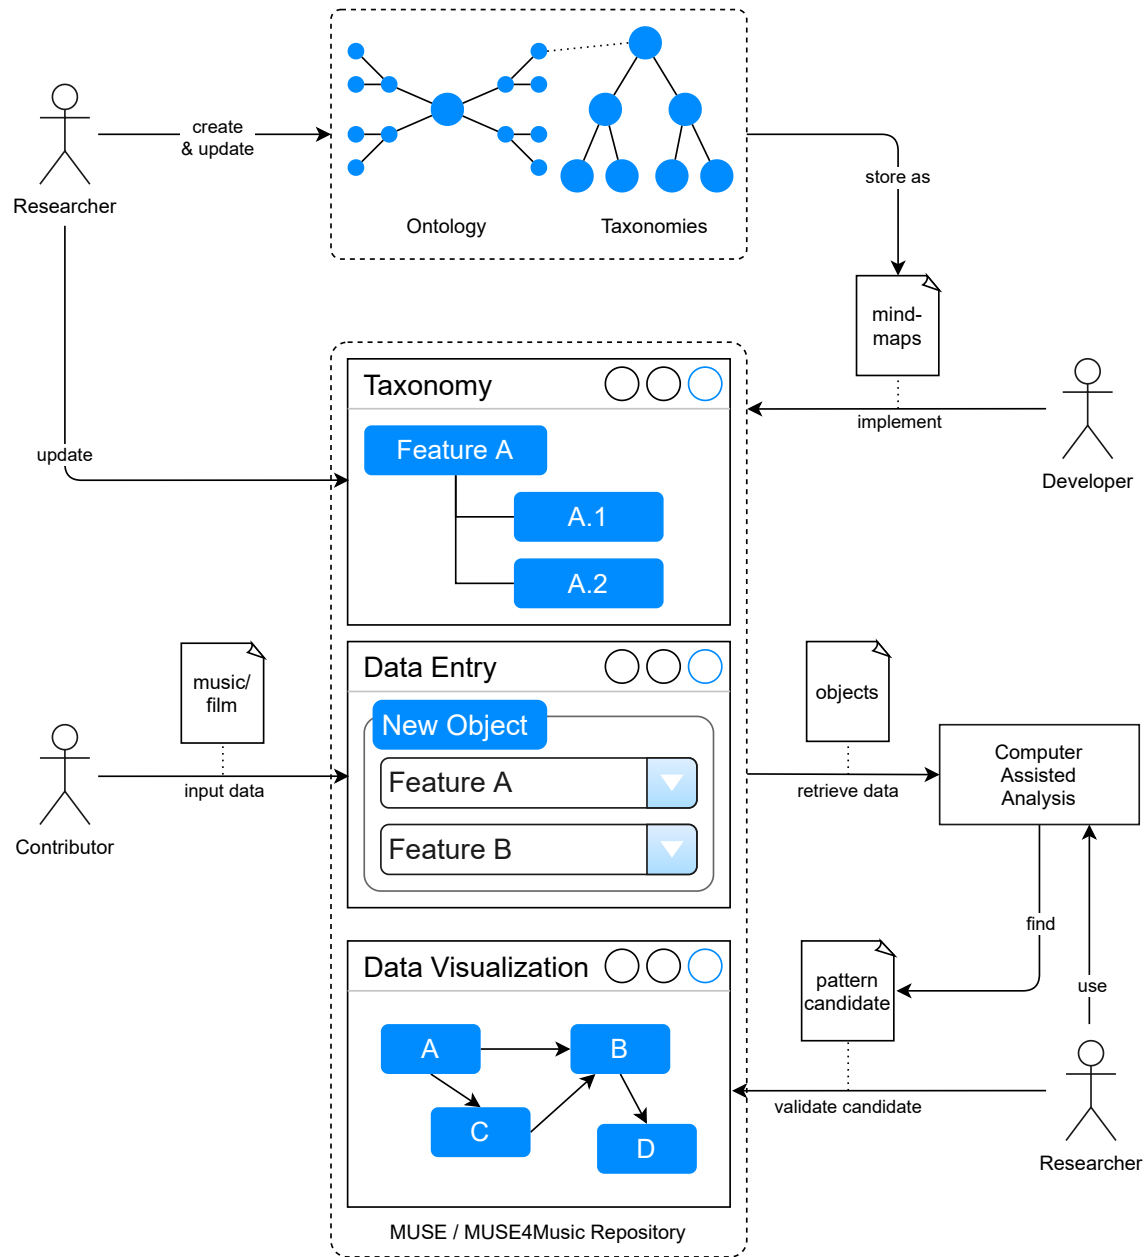 create
& update
Researcher
Ontology
Taxonomies
store as
mind-
maps
Taxonomy
implement
Developer
update
Feature A
A.1
A.2
music/
film
Data Entry
objects
New Object
Feature A
Feature B
input data
Contributor
retrieve data
Computer
Assisted
Analysis
find
use
Data Visualization
pattern
candidate
A
B
C
D
validate candidate
Researcher
MUSE / MUSE4Music Repository